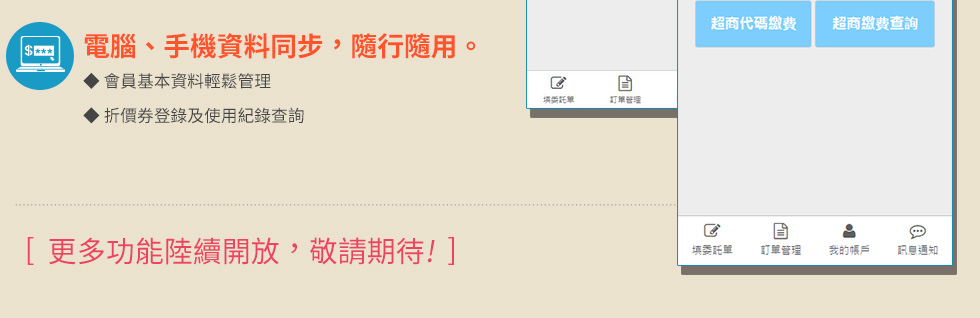 電腦、手機資料同步，隨行隨用。
◆ 會員基本資料輕鬆管理
◆ 折價券登錄及使用紀錄查詢
[ 更多功能陸續開放，敬請期待! ]
填委託單 訂單管理
超商代碼繳費 超商繳費查詢
填委託單 訂單管理 我的帳戶 訊息通知
$***